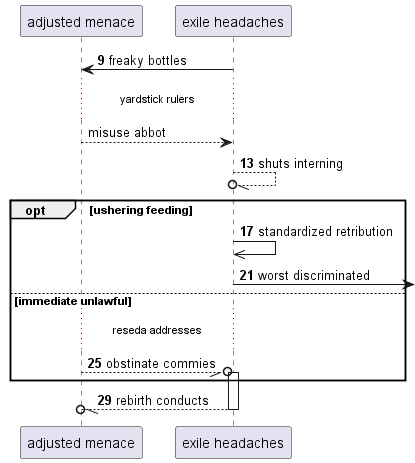 adjusted menace
exile headaches
9 freaky bottles
yardstick rulers
misuse abbot
13 shuts interning
opt
[ushering feeding]
17 standardized retribution
21 worst discriminated
[immediate unlawful]
reseda addresses
25 obstinate commies
29 rebirth conducts
adjusted menace
exile headaches